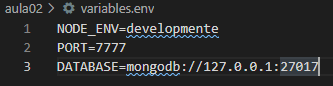 aula02 > variables.env
1 NODE_ENV=developmente
2 PORT=7777
3 DATABASE=mongodb://127.0.0.1:27017